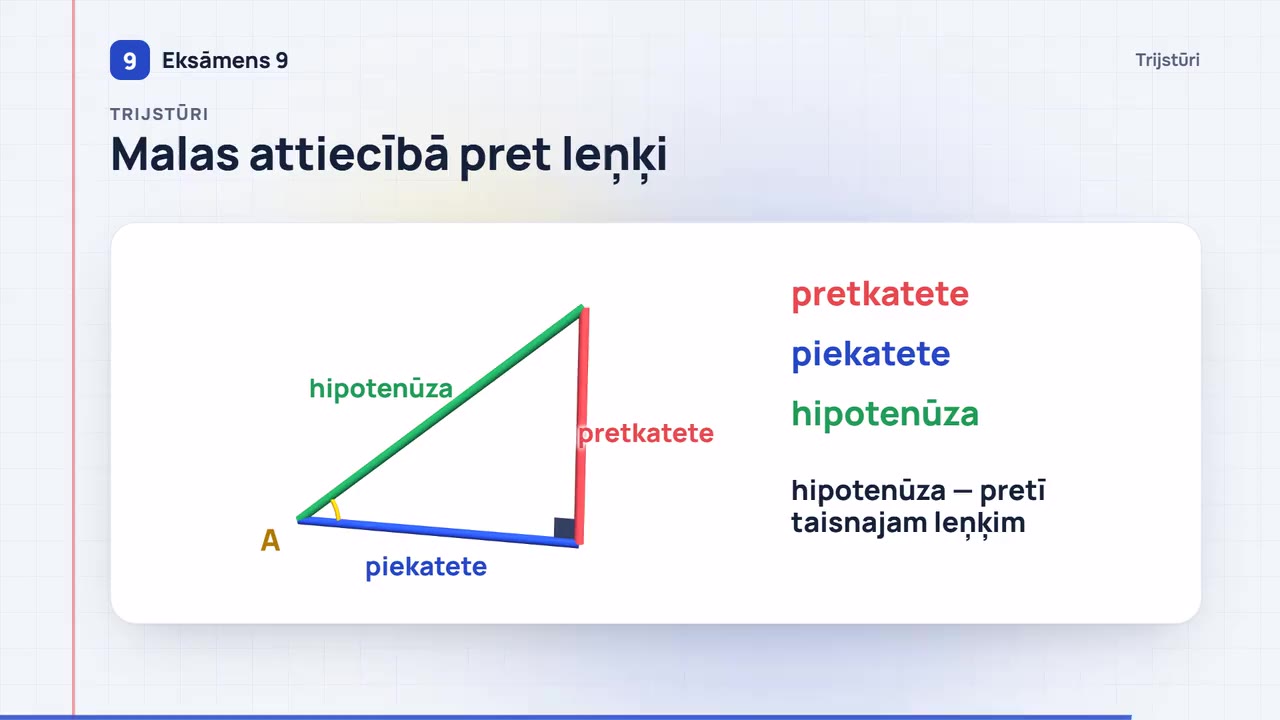 9 Eksāmens 9
Trijstūri
TRIJSTŪRI
Malas attiecībā pret leņķi
hipotenūza
pretkatete
A
piekatete
pretkatete
piekatete
hipotenūza
hipotenūza — pretī
taisnajam leņķim